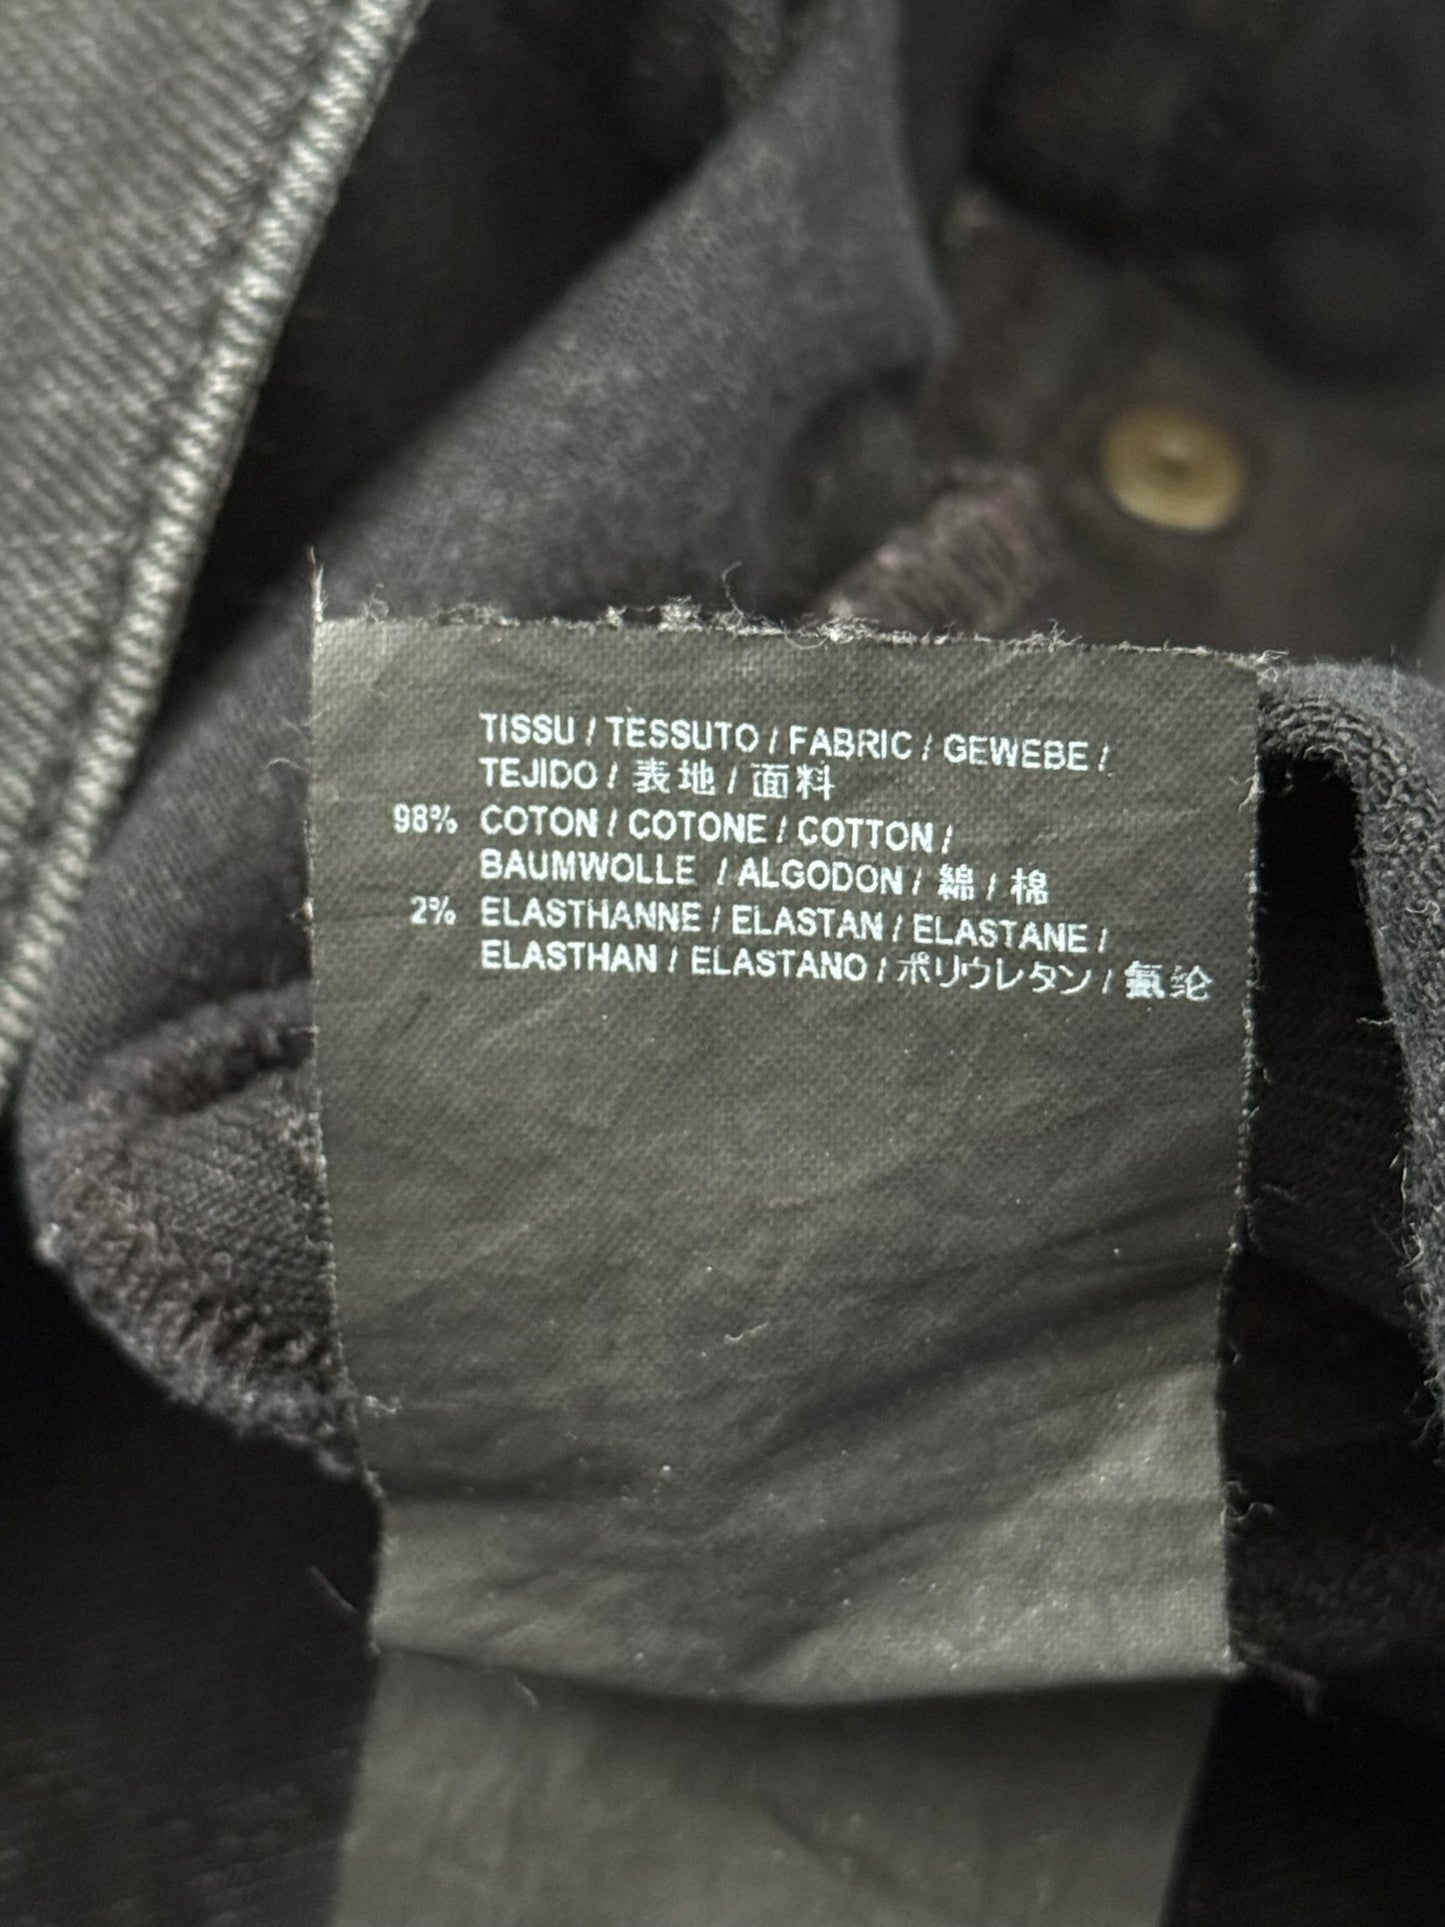 TISSU / TESSUTO / FABRIC / GEWEBE /
TEJIDO / 表地 / 面料
98% COTON / COTONE / COTTON /
BAUMWOLLE / ALGODON / 綿 / 棉
2% ELASTHANNE / ELASTAN / ELASTANE /
ELASTHAN / ELASTANO / ポリウレタン / 氨纶